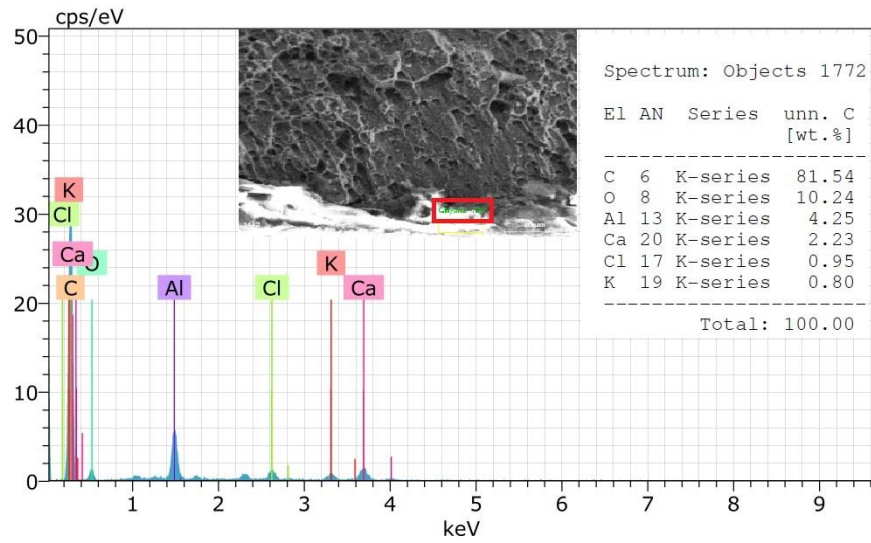 cps/eV
50
40
30
20
10
0
K
Cl
Ca
O
C
Al
Cl
K
Ca
1 2 3 4 5 6 7 8 9
keV
Spectrum: Objects 1772
El AN Series unn. C
[wt.%]
C 6 K-series 81.54
O 8 K-series 10.24
Al 13 K-series 4.25
Ca 20 K-series 2.23
Cl 17 K-series 0.95
K 19 K-series 0.80
Total: 100.00